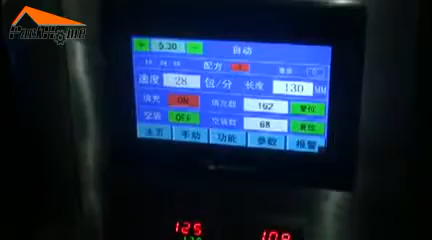 PackHome
+ 5.30 - 自动
配方
速度 28 包/分 长度 130 MM
填充 ON 填充数 162 复位
空袋 OFF 空袋数 68 复位
主页 手动 功能 参数 报警
125 109